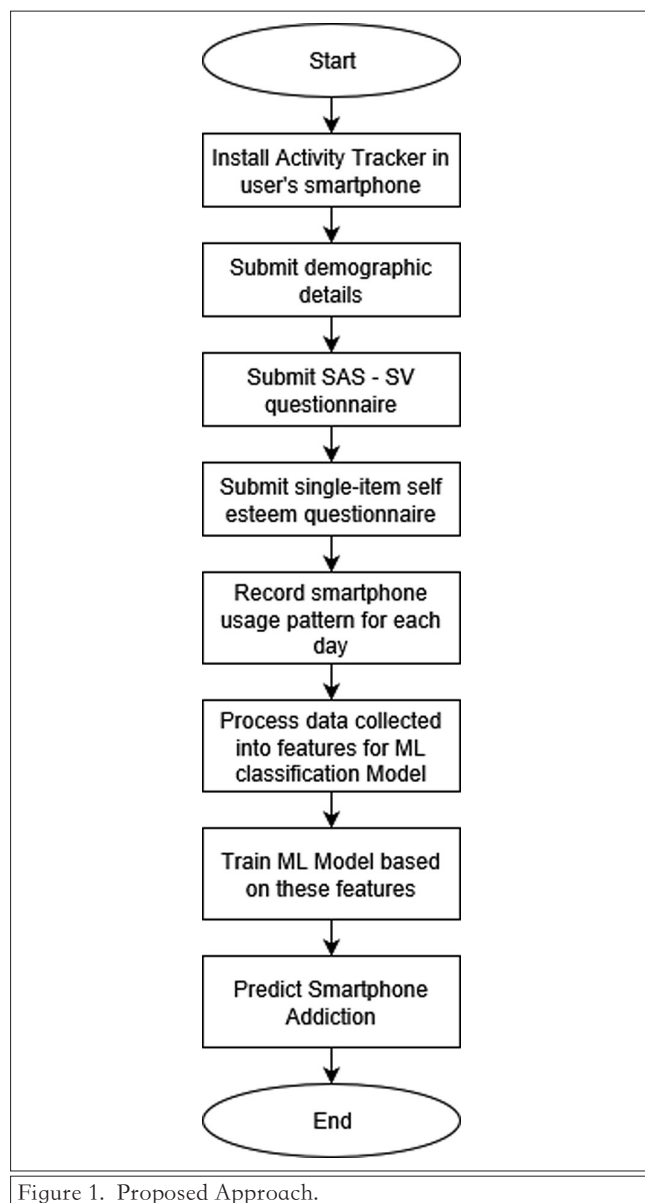 Start
Install Activity Tracker in
user's smartphone
Submit demographic
details
Submit SAS - SV
questionnaire
Submit single-item self
esteem questionnaire
Record smartphone
usage pattern for each
day
Process data collected
into features for ML
classification Model
Train ML Model based
on these features
Predict Smartphone
Addiction
End
Figure 1. Proposed Approach.